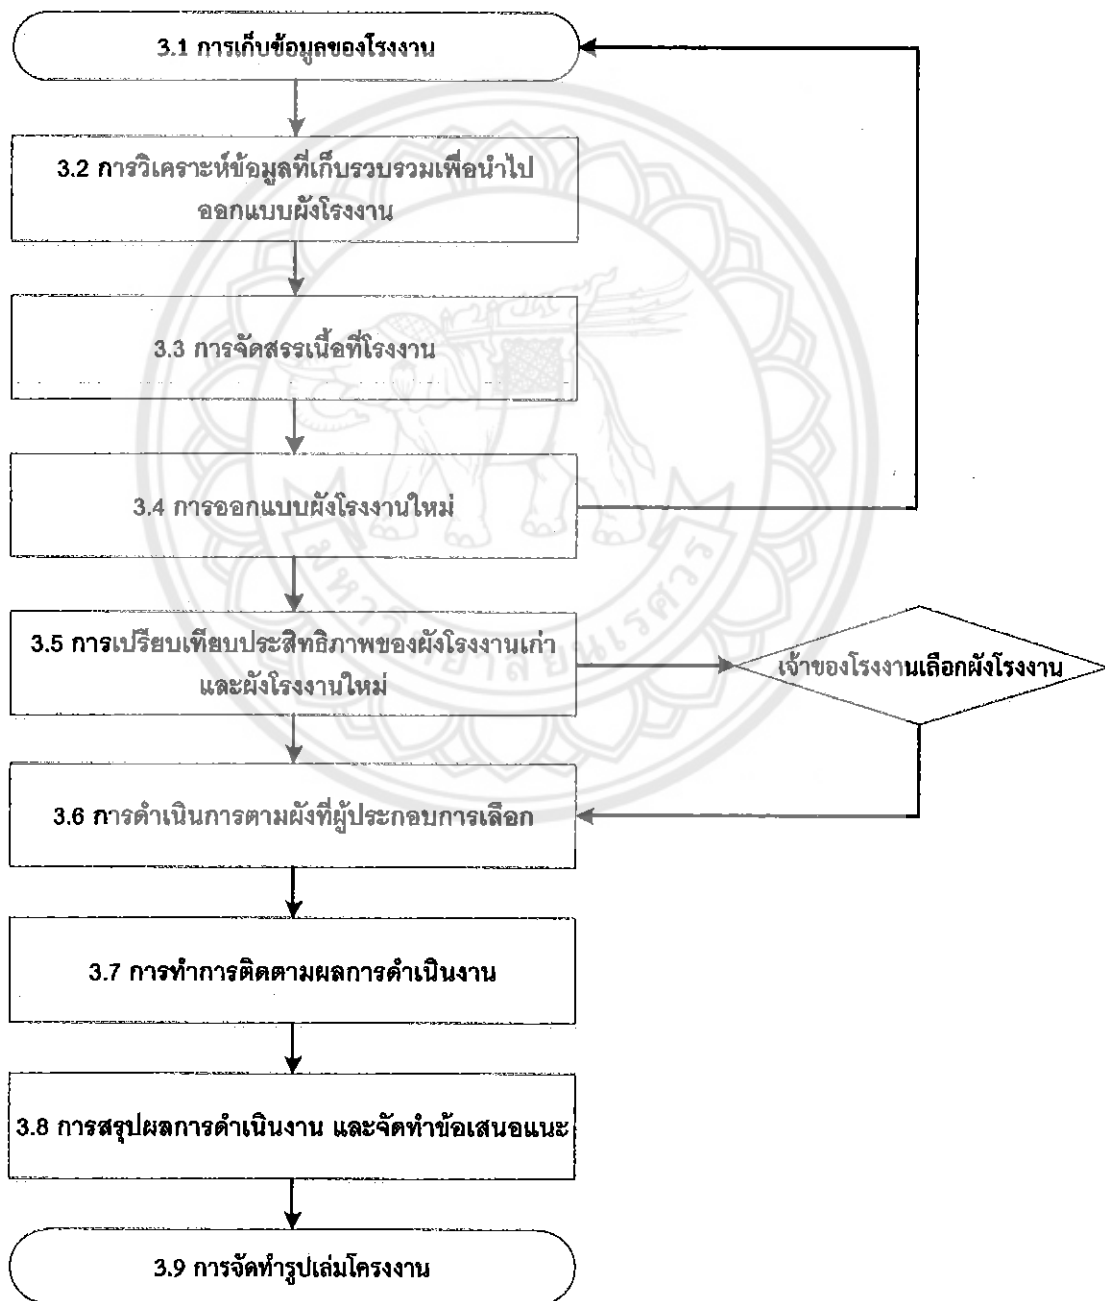 3.1 การเก็บข้อมูลของโรงงาน
3.2 การวิเคราะห์ข้อมูลที่เก็บรวบรวมเพื่อนำไป
ออกแบบผังโรงงาน
3.3 การจัดสรรเนื้อที่โรงงาน
3.4 การออกแบบผังโรงงานใหม่
3.5 การเปรียบเทียบประสิทธิภาพของผังโรงงานเก่า
และผังโรงงานใหม่
เจ้าของโรงงานเลือกผังโรงงาน
3.6 การดำเนินการตามผังที่ผู้ประกอบการเลือก
3.7 การทำการติดตามผลการดำเนินงาน
3.8 การสรุปผลการดำเนินงาน และจัดทำข้อเสนอแนะ
3.9 การจัดทำรูปเล่มโครงงาน
มหาวิทยาลัยนเรศวร